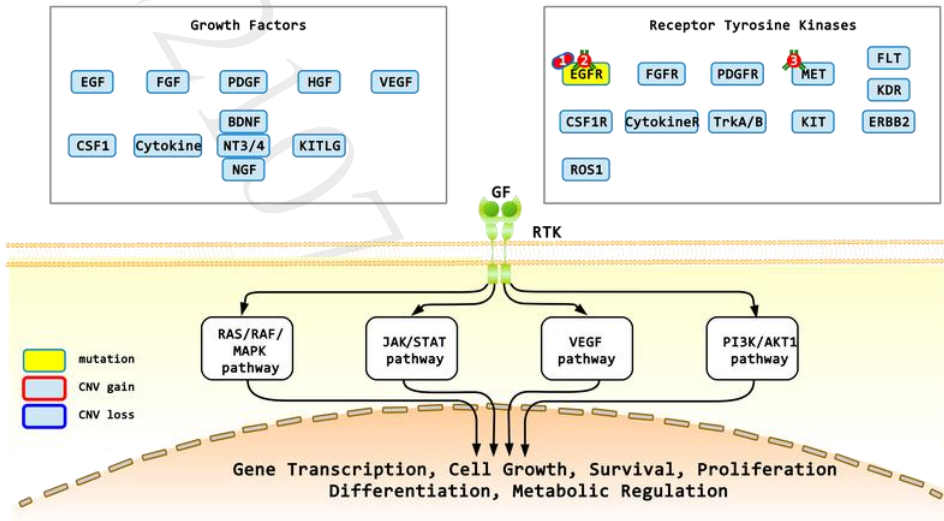 Growth Factors
EGF
FGF
PDGF
HGF
VEGF
BDNF
CSF1
Cytokine
NT3/4
KITLG
NGF
Receptor Tyrosine Kinases
1
2
3
EGFR
FGFR
PDGFR
MET
FLT
KDR
CSF1R
CytokineR
TrkA/B
KIT
ERBB2
ROS1
GF
RTK
RAS/RAF/
MAPK
pathway
JAK/STAT
pathway
VEGF
pathway
PI3K/AKT1
pathway
mutation
CNV gain
CNV loss
Gene Transcription, Cell Growth, Survival, Proliferation
Differentiation, Metabolic Regulation